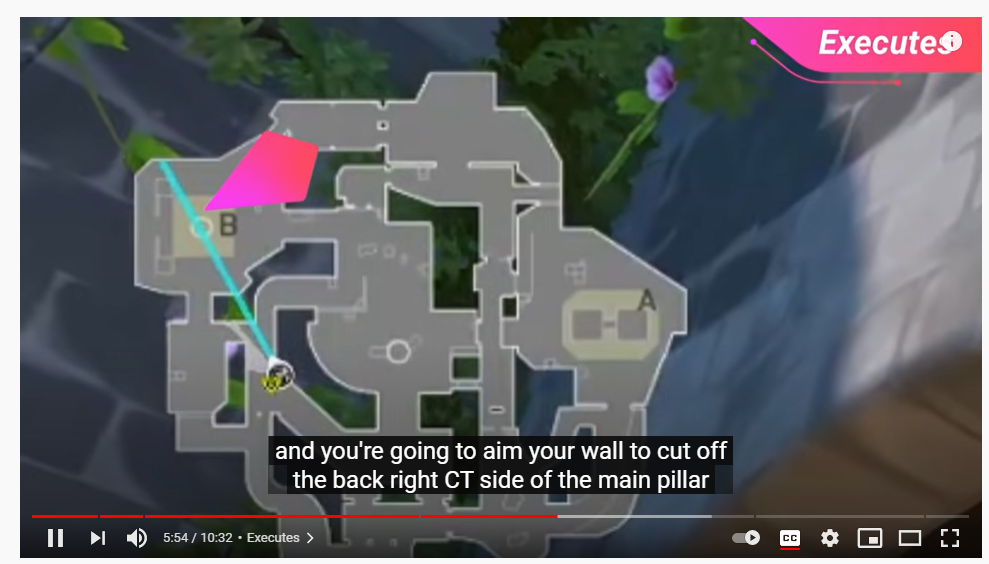 Executes
B
A
and you're going to aim your wall to cut off
the back right CT side of the main pillar
5:54 / 10:32 • Executes
CC